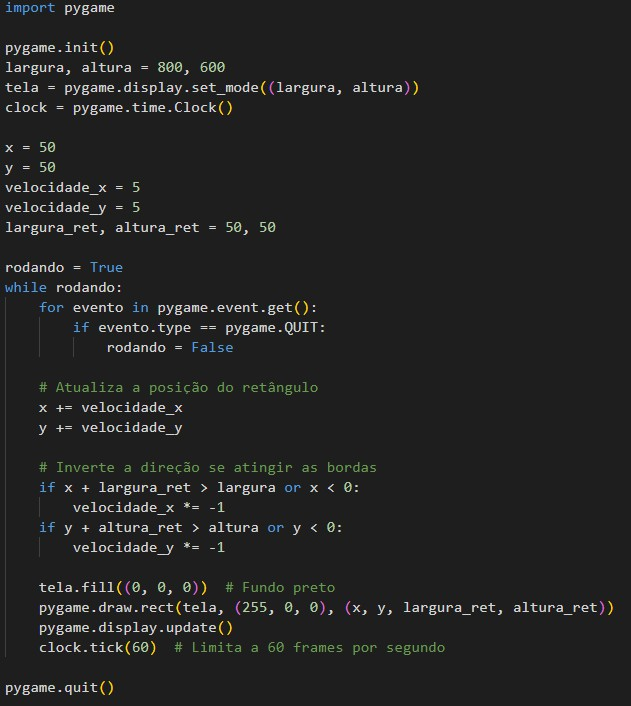 import pygame

pygame.init()
largura, altura = 800, 600
tela = pygame.display.set_mode((largura, altura))
clock = pygame.time.Clock()

x = 50
y = 50
velocidade_x = 5
velocidade_y = 5
largura_ret, altura_ret = 50, 50

rodando = True
while rodando:
    for evento in pygame.event.get():
        if evento.type == pygame.QUIT:
            rodando = False

    # Atualiza a posição do retângulo
    x += velocidade_x
    y += velocidade_y

    # Inverte a direção se atingir as bordas
    if x + largura_ret > largura or x < 0:
        velocidade_x *= -1
    if y + altura_ret > altura or y < 0:
        velocidade_y *= -1

    tela.fill((0, 0, 0))  # Fundo preto
    pygame.draw.rect(tela, (255, 0, 0), (x, y, largura_ret, altura_ret))
    pygame.display.update()
    clock.tick(60)  # Limita a 60 frames por segundo

pygame.quit()